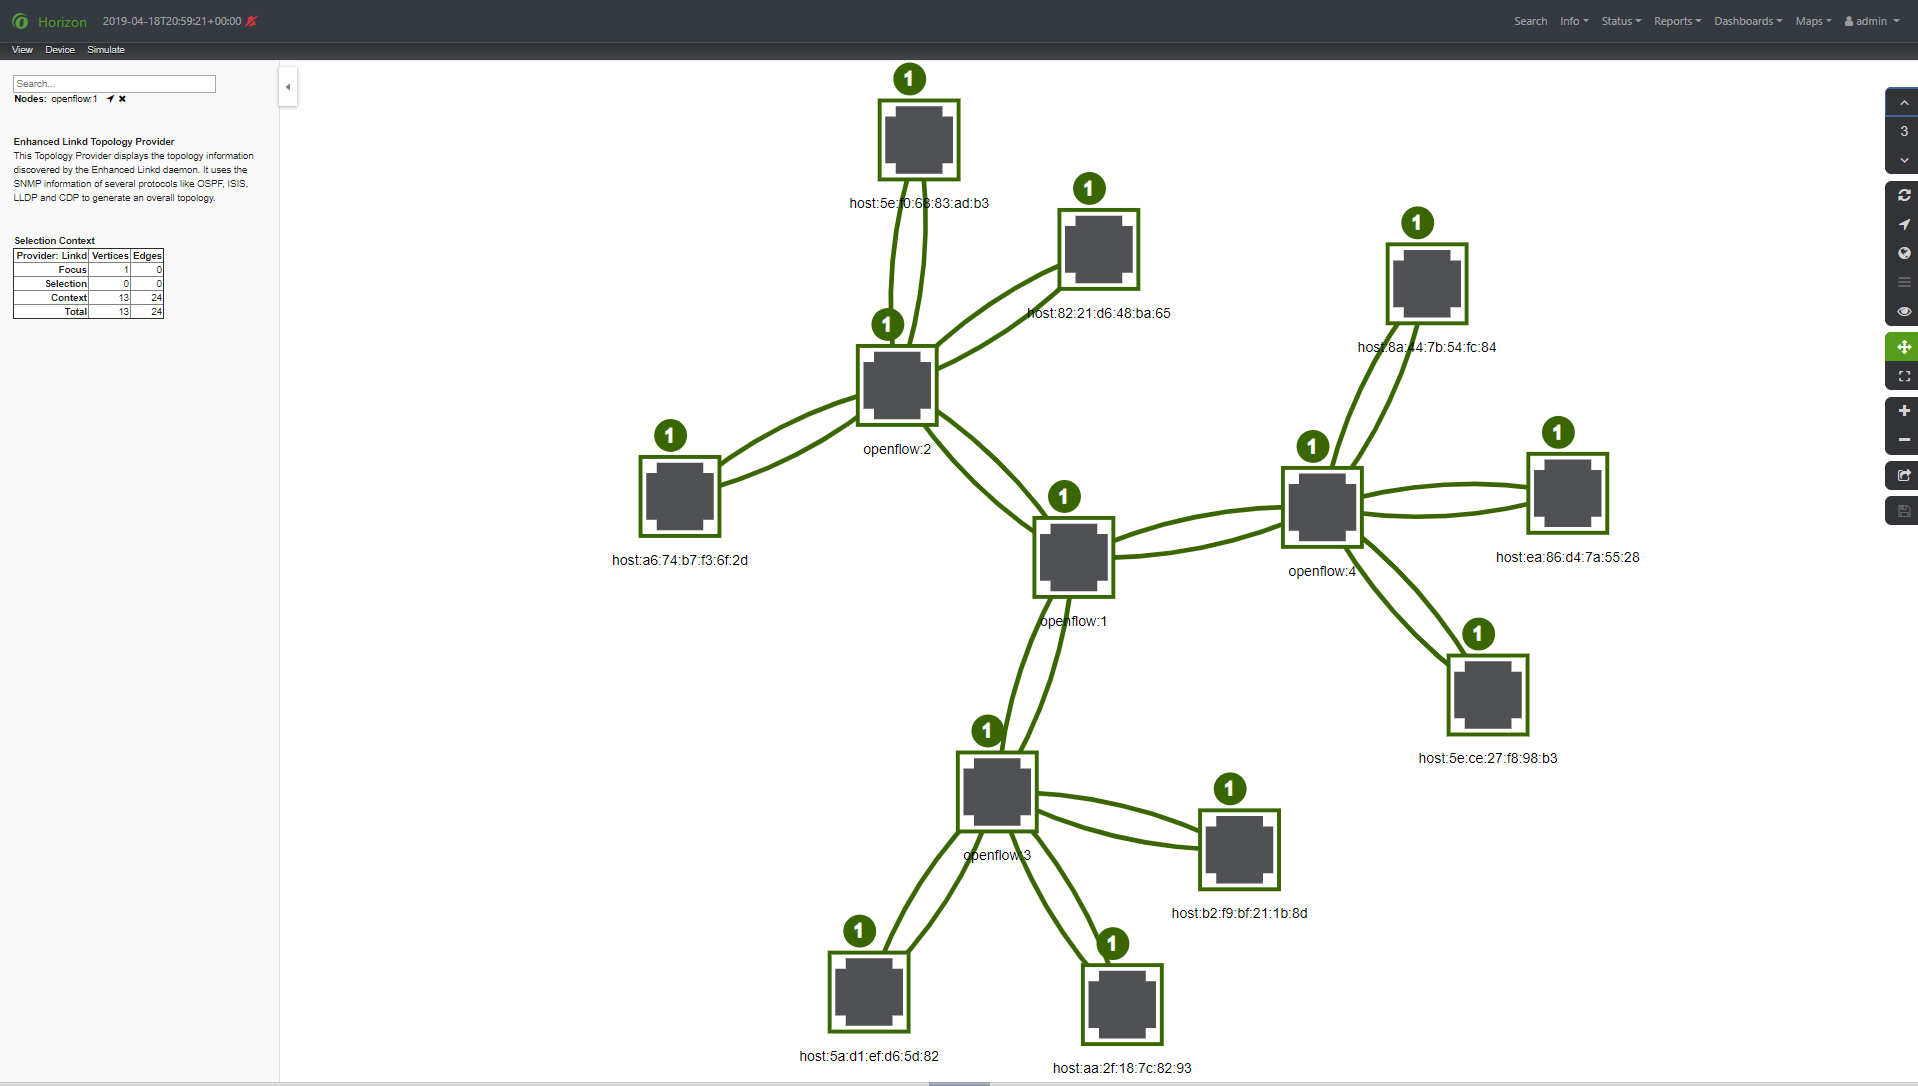 Horizon 2019-04-18T20:59:21+00:00 Search Info Status Reports Dashboards Maps admin
View Device Simulate
Search...
Nodes: openflow:1
Enhanced Linkd Topology Provider
This Topology Provider displays the topology information
discovered by the Enhanced Linkd daemon. It uses the
SNMP information of several protocols like OSPF, ISIS,
LLDP and CDP to generate an overall topology.
Selection Context
Provider: Linkd Vertices Edges
Focus 1 0
Selection 0 0
Context 13 24
Total 13 24
3
1
host:5e:f0:68:83:ad:b3
1
host:82:21:d6:48:ba:65
1
host:8a:44:7b:54:fc:84
1
openflow:2
1
host:a6:74:b7:f3:6f:2d
1
openflow:1
1
openflow:4
1
host:ea:86:d4:7a:55:28
1
host:5e:ce:27:f8:98:b3
1
openflow:3
1
host:b2:f9:bf:21:1b:8d
1
host:5a:d1:ef:d6:5d:82
1
host:aa:2f:18:7c:82:93